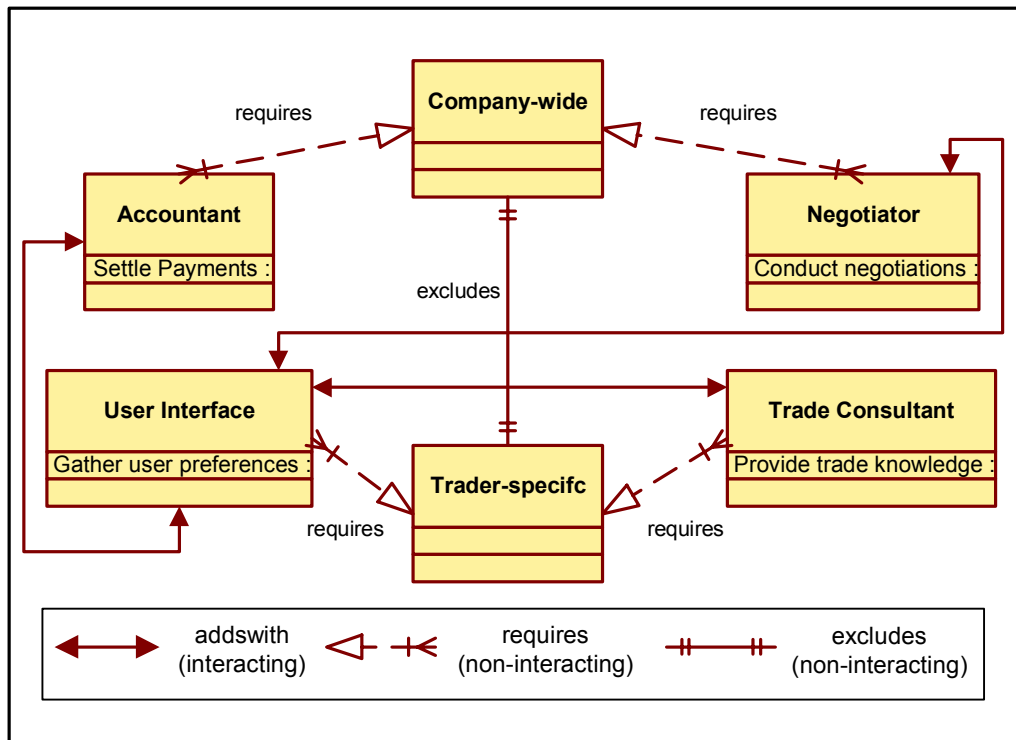 Company-wide
requires
requires
Accountant
Settle Payments :
Negotiator
Conduct negotiations :
excludes
User Interface
Gather user preferences :
Trade Consultant
Provide trade knowledge :
Trader-specifc
requires
requires
addswith
(interacting)
requires
(non-interacting)
excludes
(non-interacting)